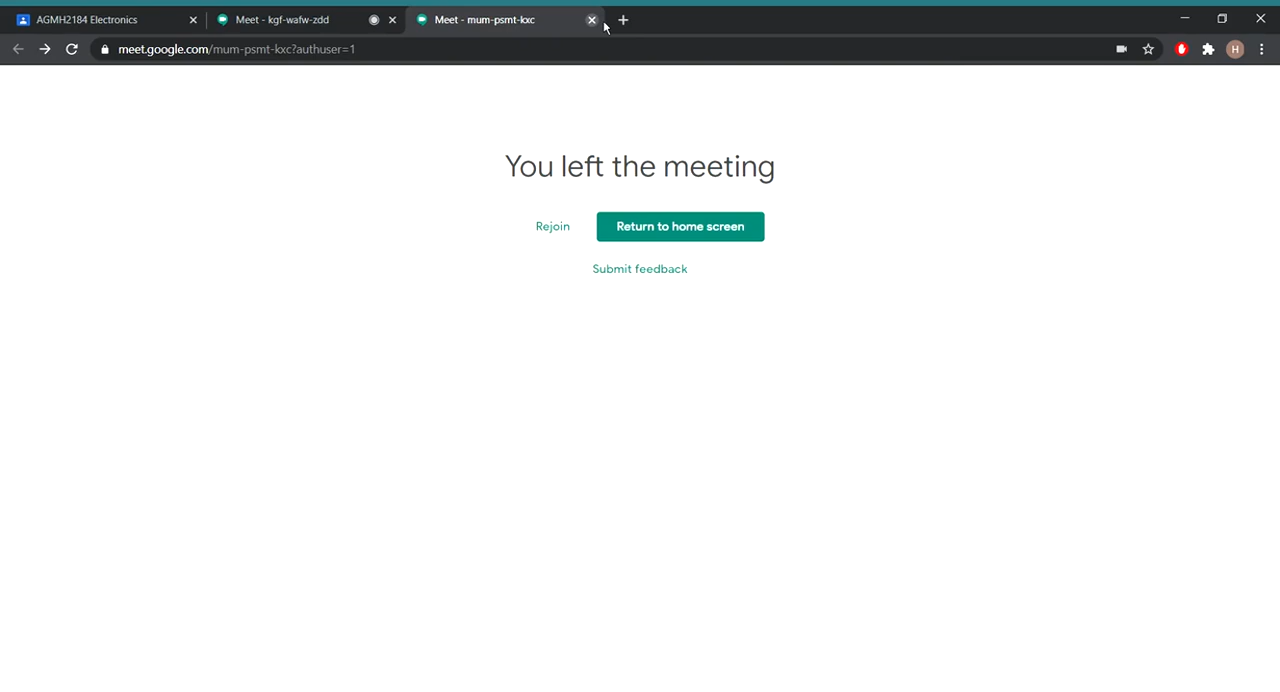 AGMH2184 Electronics
Meet - kgf-wafw-zdd
Meet - mum-psmt-kxc
meet.google.com/mum-psmt-kxc?authuser=1
H
You left the meeting
Rejoin
Return to home screen
Submit feedback